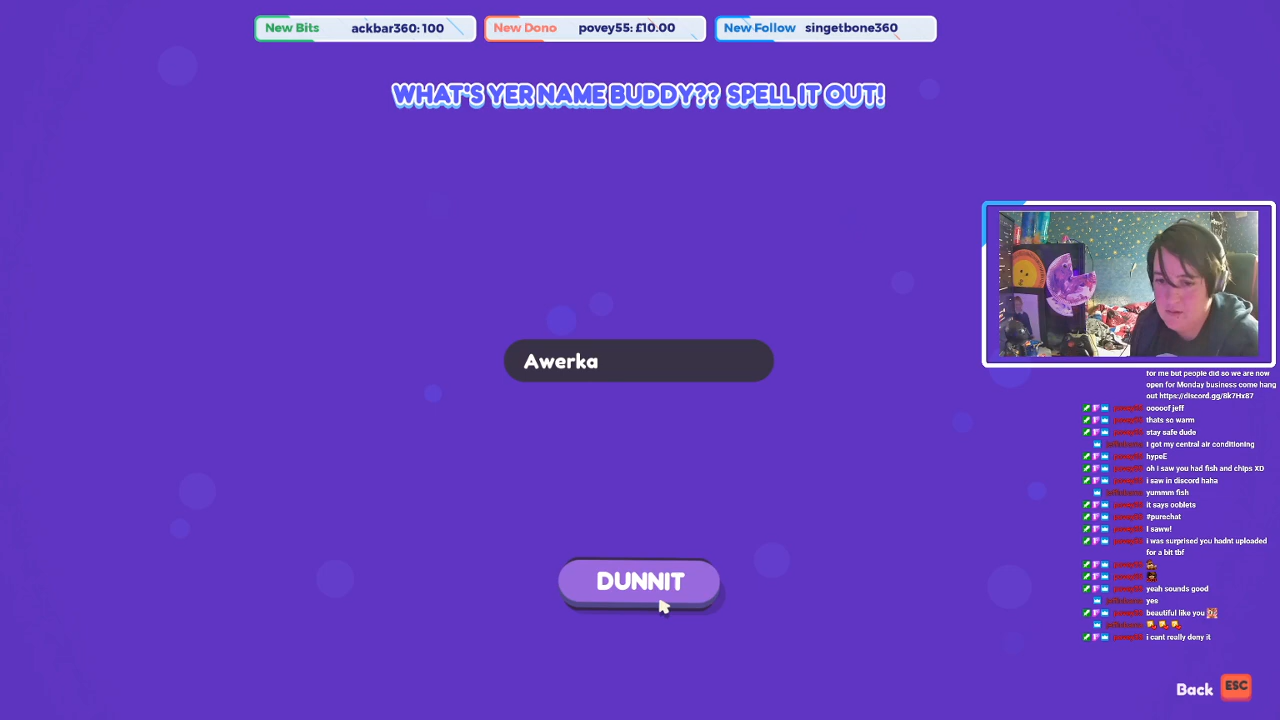 New Bits ackbar360: 100 New Dono povey55: £10.00 New Follow singetbone360
WHAT'S YER NAME BUDDY?? SPELL IT OUT!
Awerka
for me but people did so we are now
open for Monday business come hang
out https://discord.gg/8k7Hx87
ooooof jeff
thats so warm
stay safe dude
I got my central air conditioning
hypeE
oh i saw you had fish and chips XD
i saw in discord haha
yummm fish
it says ooblets
#purechat
I saww!
i was surprised you hadnt uploaded
for a bit tbf
yeah sounds good
yes
beautiful like you
i cant really deny it
DUNNIT
Back ESC